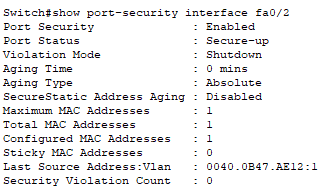 Switch#show port-security interface fa0/2
Port Security : Enabled
Port Status : Secure-up
Violation Mode : Shutdown
Aging Time : 0 mins
Aging Type : Absolute
SecureStatic Address Aging : Disabled
Maximum MAC Addresses : 1
Total MAC Addresses : 1
Configured MAC Addresses : 1
Sticky MAC Addresses : 0
Last Source Address:Vlan : 0040.0B47.AE12:1
Security Violation Count : 0